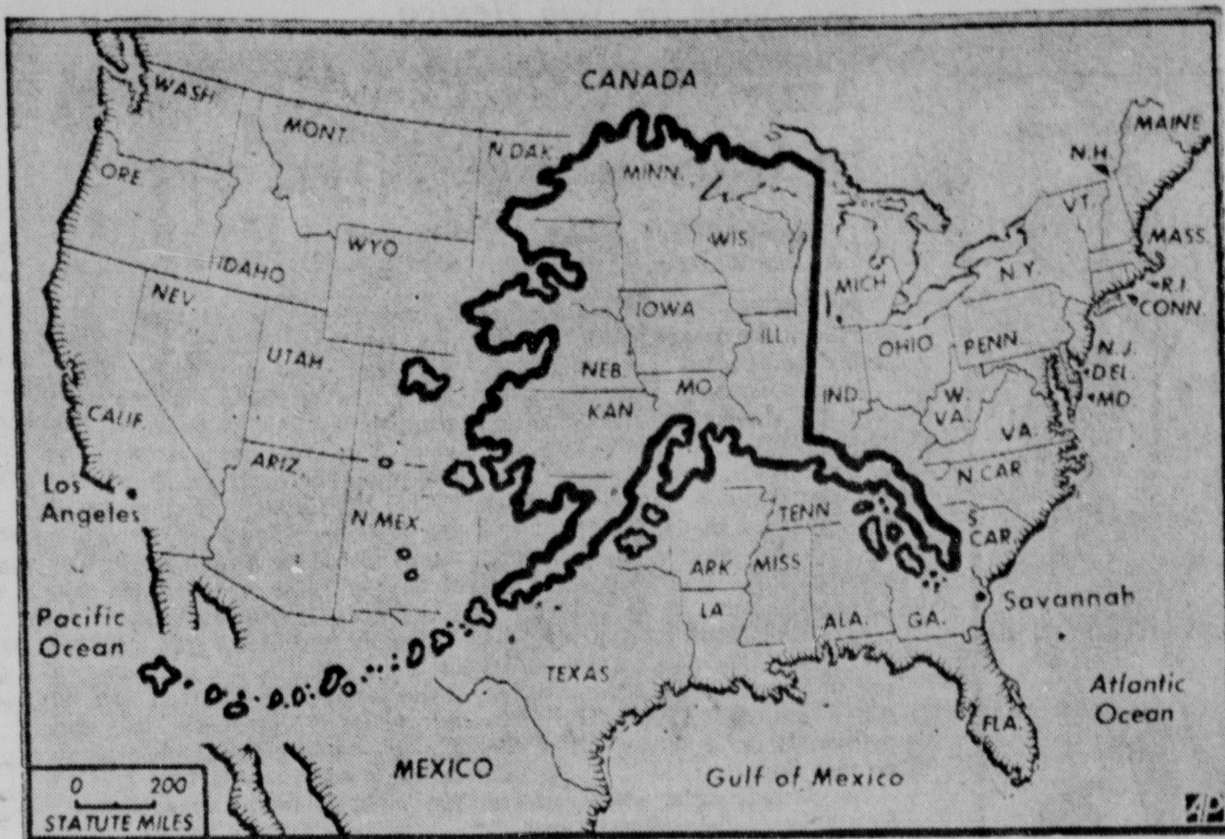 CANADA
WASH
MONT.
N.DAK.
MINN.
MAINE
N.H.
VT.
ORE
WYO
WIS.
MASS.
IDAHO
N.Y.
NEV.
MICH
R.I.
CONN.
IOWA
ILL.
OHIO
PENN.
UTAH
N.J.
NEB.
DEL.
MO.
KAN
IND.
W.
VA.
MD.
CALIF.
VA.
ARIZ.
N.CAR
Los
Angeles
N.MEX.
TENN
S.
CAR.
ARK
MISS
Savannah
LA
ALA.
GA.
Pacific
Ocean
TEXAS
Atlantic
Ocean
FLA.
MEXICO
Gulf of Mexico
0 200
STATUTE MILES
AP